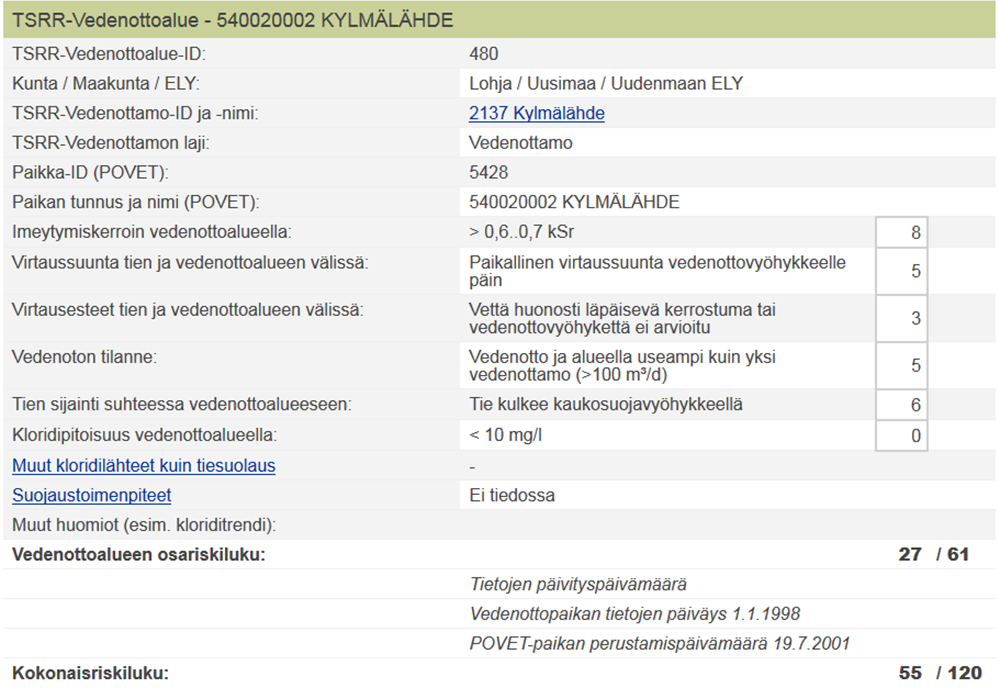 TSRR-Vedenottoalue - 540020002 KYLMÄLÄHDE
TSRR-Vedenottoalue-ID: 480
Kunta / Maakunta / ELY: Lohja / Uusimaa / Uudenmaan ELY
TSRR-Vedenottamo-ID ja -nimi: 2137 Kylmälähde
TSRR-Vedenottamon laji: Vedenottamo
Paikka-ID (POVET): 5428
Paikan tunnus ja nimi (POVET): 540020002 KYLMÄLÄHDE
Imeytymiskerroin vedenottoalueella: > 0,6..0,7 kSr 8
Virtaussuunta tien ja vedenottoalueen välissä: Paikallinen virtaussuunta vedenottovyöhykkeelle
päin 5
Virtausesteet tien ja vedenottoalueen välissä: Vettä huonosti läpäisevä kerrostuma tai
vedenottovyöhykettä ei arvioitu 3
Vedenoton tilanne: Vedenotto ja alueella useampi kuin yksi
vedenottamo (>100 m³/d) 5
Tien sijainti suhteessa vedenottoalueeseen: Tie kulkee kaukosuojavyöhykkeellä 6
Kloridipitoisuus vedenottoalueella: < 10 mg/l 0
Muut kloridilähteet kuin tiesuolaus -
Suojaustoimenpiteet Ei tiedossa
Muut huomiot (esim. kloriditrendi):
Vedenottoalueen osariskiluku: 27 / 61
Tietojen päivityspäivämäärä
Vedenottopaikan tietojen päiväys 1.1.1998
POVET-paikan perustamispäivämäärä 19.7.2001
Kokonaisriskiluku: 55 / 120